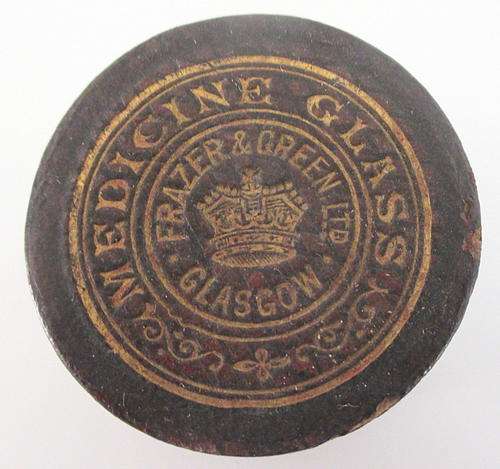 MEDICINE GLASS
FRAZER & GREEN LTD
GLASGOW